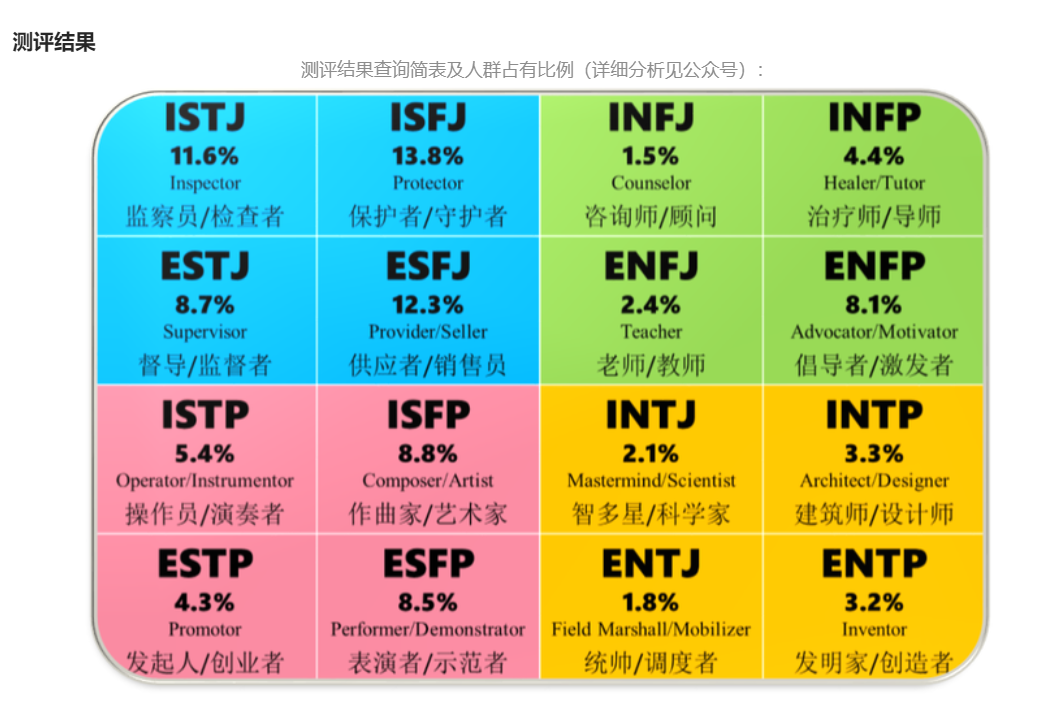 测评结果
测评结果查询简表及人群占有比例（详细分析见公众号）：
ISTJ
11.6%
Inspector
监察员/检查者
ISFJ
13.8%
Protector
保护者/守护者
INFJ
1.5%
Counselor
咨询师/顾问
INFP
4.4%
Healer/Tutor
治疗师/导师
ESTJ
8.7%
Supervisor
督导/监督者
ESFJ
12.3%
Provider/Seller
供应者/销售员
ENFJ
2.4%
Teacher
老师/教师
ENFP
8.1%
Advocator/Motivator
倡导者/激发者
ISTP
5.4%
Operator/Instrumentor
操作员/演奏者
ISFP
8.8%
Composer/Artist
作曲家/艺术家
INTJ
2.1%
Mastermind/Scientist
智多星/科学家
INTP
3.3%
Architect/Designer
建筑师/设计师
ESTP
4.3%
Promotor
发起人/创业者
ESFP
8.5%
Performer/Demonstrator
表演者/示范者
ENTJ
1.8%
Field Marshall/Mobilizer
统帅/调度者
ENTP
3.2%
Inventor
发明家/创造者